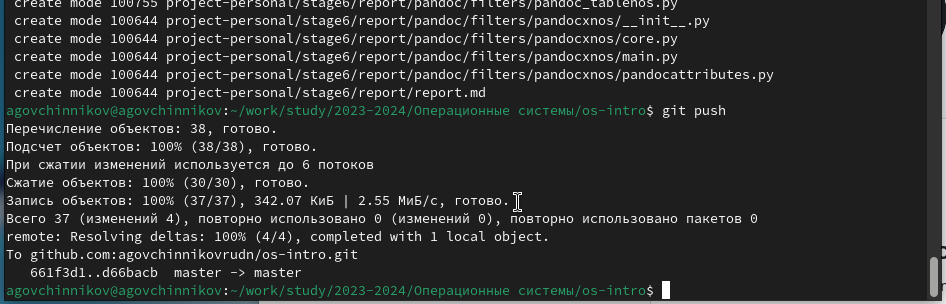 create mode 100755 project-personal/stage6/report/pandoc/filters/pandoc_tablenos.py
create mode 100644 project-personal/stage6/report/pandoc/filters/pandocxnos/__init__.py
create mode 100644 project-personal/stage6/report/pandoc/filters/pandocxnos/core.py
create mode 100644 project-personal/stage6/report/pandoc/filters/pandocxnos/main.py
create mode 100644 project-personal/stage6/report/pandoc/filters/pandocxnos/pandocattributes.py
create mode 100644 project-personal/stage6/report/report.md
agovchinnikov@agovchinnikov:~/work/study/2023-2024/Операционные системы/os-intro$ git push
Перечисление объектов: 38, готово.
Подсчет объектов: 100% (38/38), готово.
При сжатии изменений используется до 6 потоков
Сжатие объектов: 100% (30/30), готово.
Запись объектов: 100% (37/37), 342.07 КиБ | 2.55 МиБ/с, готово.
Всего 37 (изменений 4), повторно использовано 0 (изменений 0), повторно использовано пакетов 0
remote: Resolving deltas: 100% (4/4), completed with 1 local object.
To github.com:agovchinnikovrudn/os-intro.git
661f3d1..d66bacb  master -> master
agovchinnikov@agovchinnikov:~/work/study/2023-2024/Операционные системы/os-intro$